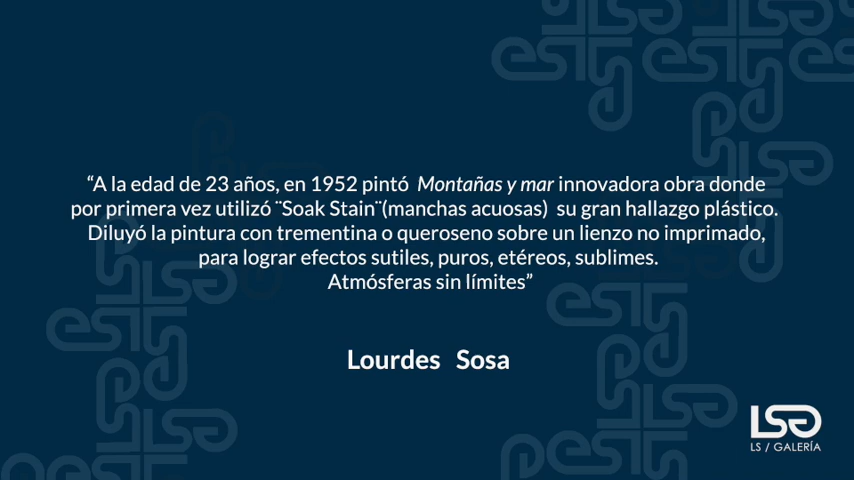 “A la edad de 23 años, en 1952 pintó Montañas y mar innovadora obra donde
por primera vez utilizó ¨Soak Stain¨(manchas acuosas) su gran hallazgo plástico.
Diluyó la pintura con trementina o queroseno sobre un lienzo no imprimado,
para lograr efectos sutiles, puros, etéreos, sublimes.
Atmósferas sin límites”
Lourdes Sosa
LSG
LS / GALERÍA